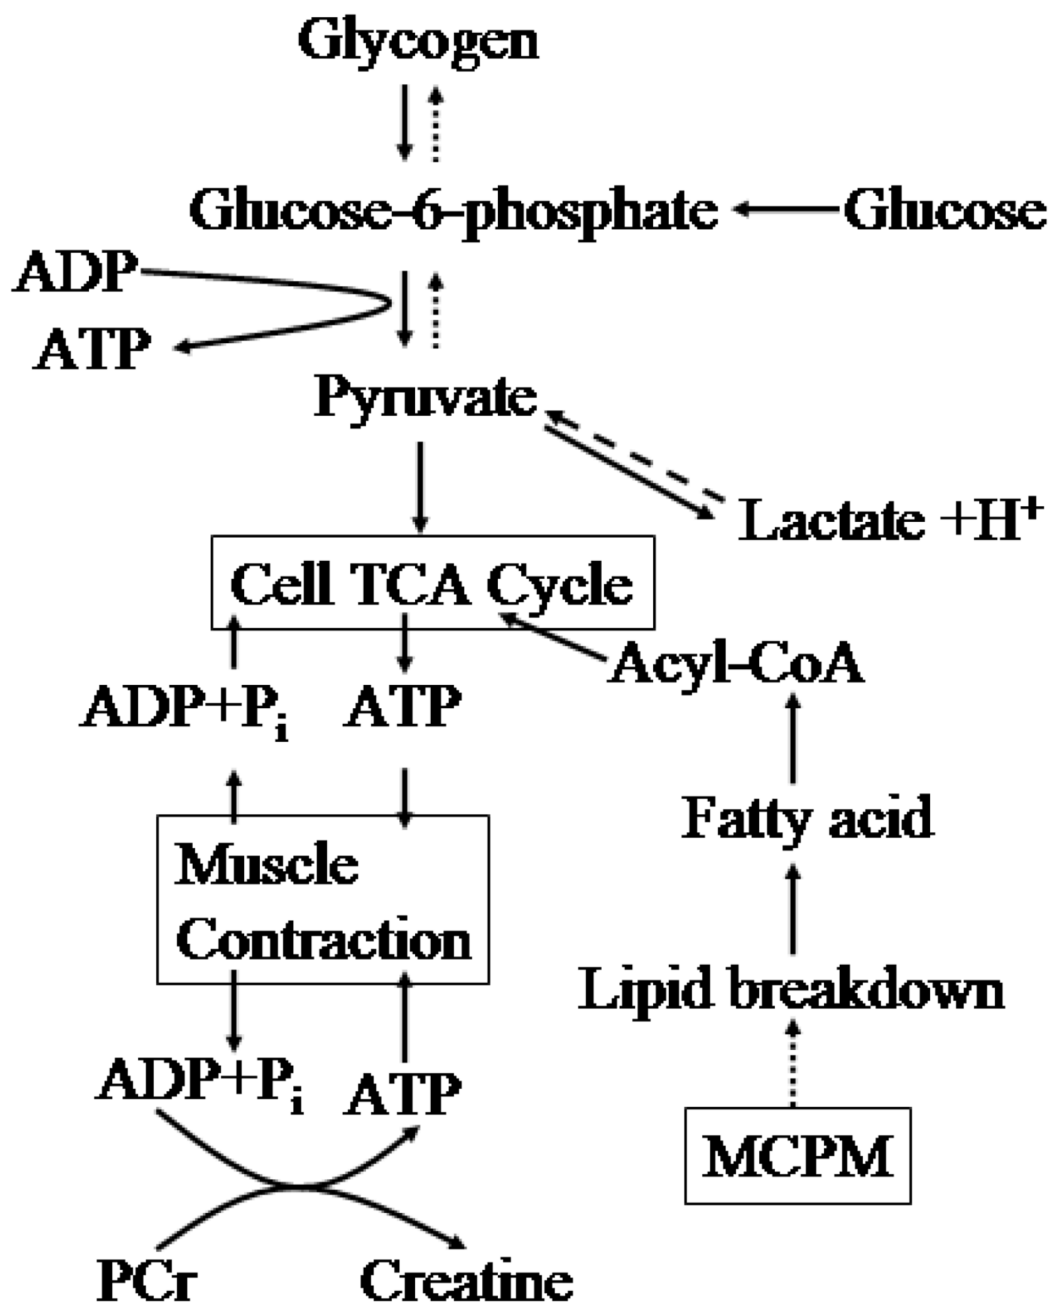 Glycogen
Glucose-6-phosphate
Glucose
ADP
ATP
Pyruvate
Lactate +H⁺
Cell TCA Cycle
Acyl-CoA
ADP+Pᵢ
ATP
Fatty acid
Muscle
Contraction
Lipid breakdown
ADP+Pᵢ
ATP
MCPM
PCr
Creatine